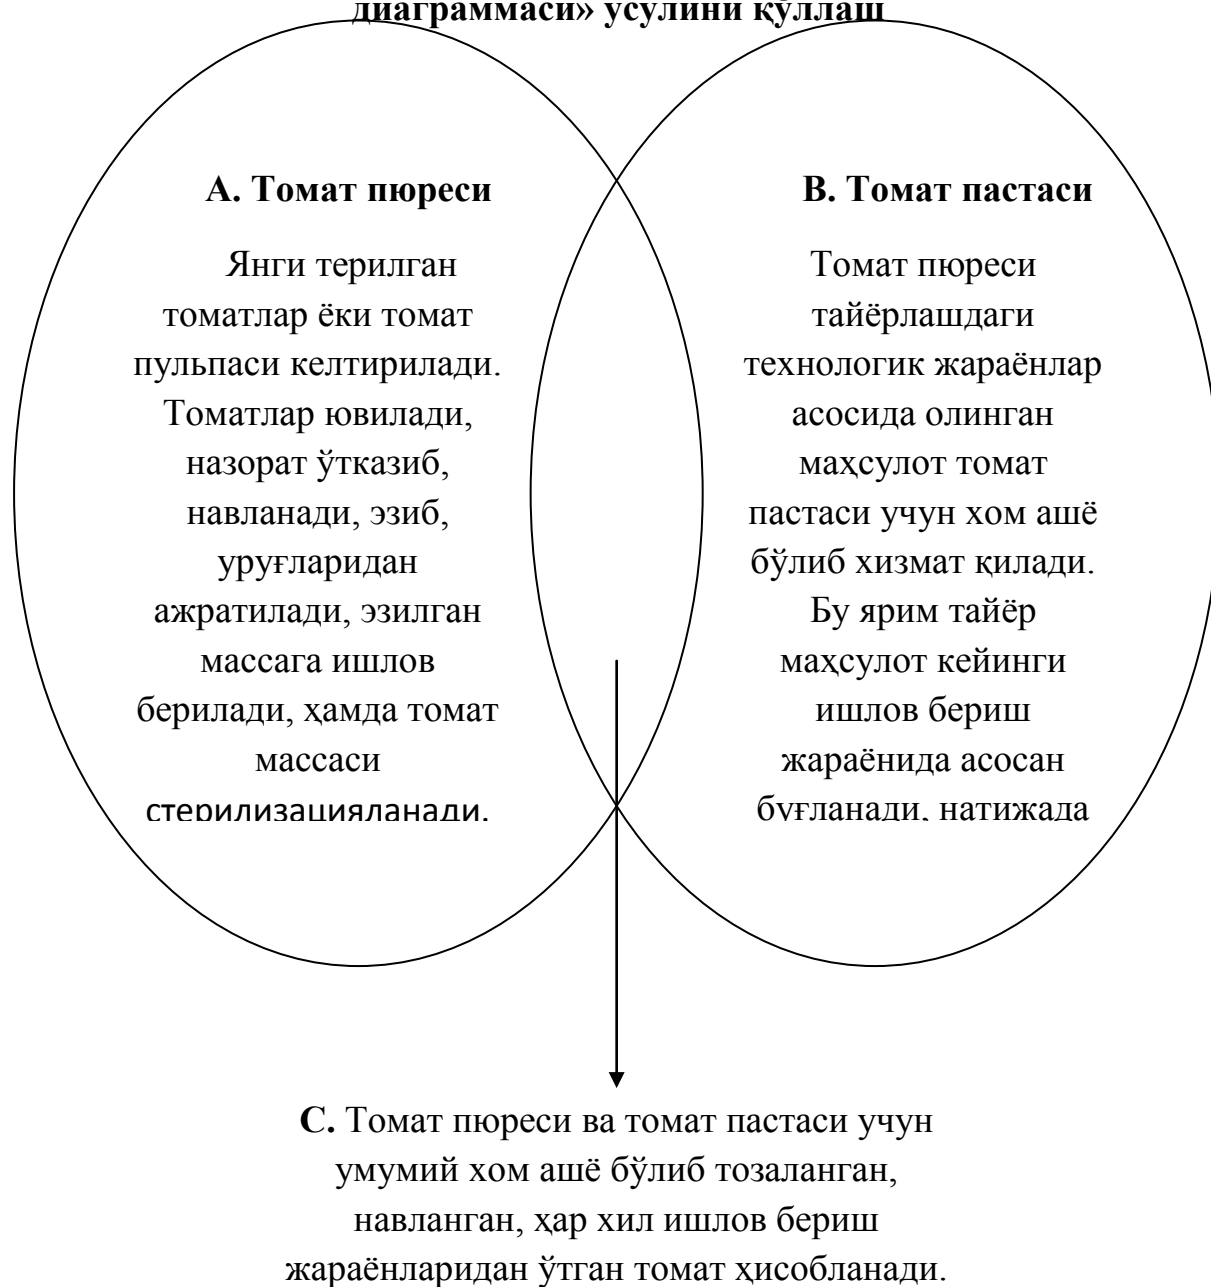 диаграммаси» усулини қўллаш
А. Томат пюреси
Янги терилган
томатлар ёки томат
пульпаси келтирилади.
Томатлар ювилади,
назорат ўтказиб,
навланади, эзиб,
уруғларидан
ажратилади, эзилган
массага ишлов
берилади, ҳамда томат
массаси
стерилизацияланади.
В. Томат пастаси
Томат пюреси
тайёрлашдаги
технологик жараёнлар
асосида олинган
маҳсулот томат
пастаси учун хом ашё
бўлиб хизмат қилади.
Бу ярим тайёр
маҳсулот кейинги
ишлов бериш
жараёнида асосан
буғланади, натижада
С. Томат пюреси ва томат пастаси учун
умумий хом ашё бўлиб тозаланган,
навланган, ҳар хил ишлов бериш
жараёнларидан ўтган томат ҳисобланади.